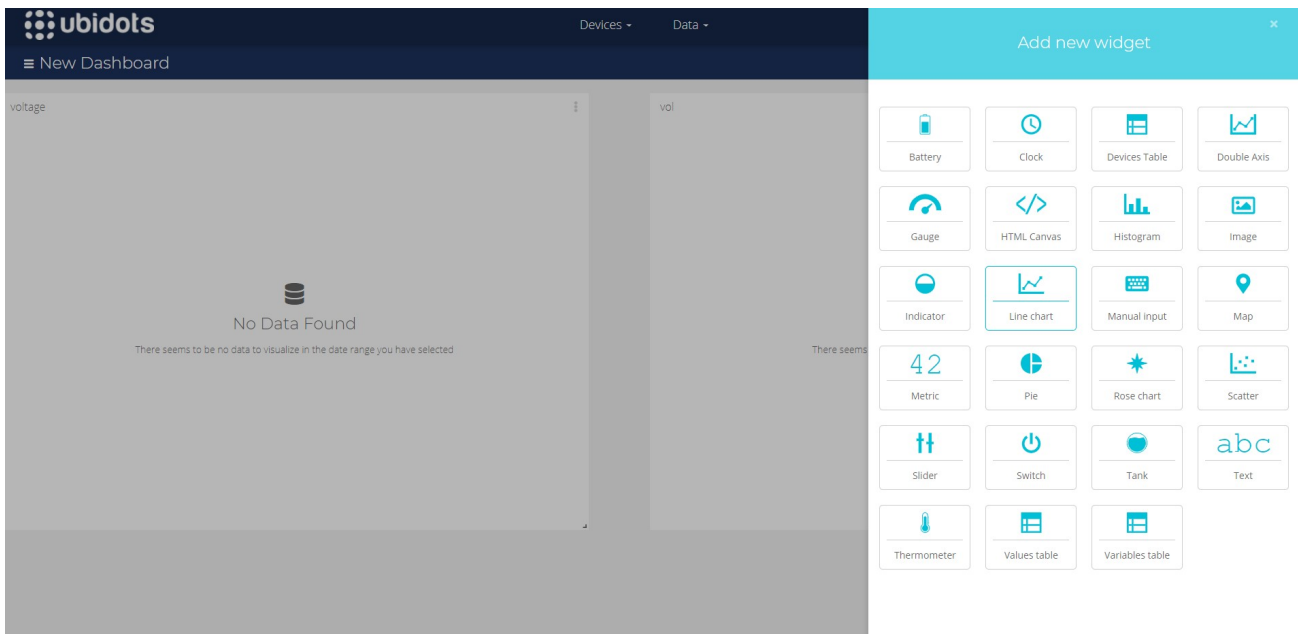 ubidots
Devices
Data
New Dashboard
voltage
No Data Found
There seems to be no data to visualize in the date range you have selected
vol
There seems
Add new widget
Battery
Clock
Devices Table
Double Axis
Gauge
HTML Canvas
Histogram
Image
Indicator
Line chart
Manual input
Map
42
Metric
Pie
Rose chart
Scatter
Slider
Switch
Tank
abc
Text
Thermometer
Values table
Variables table